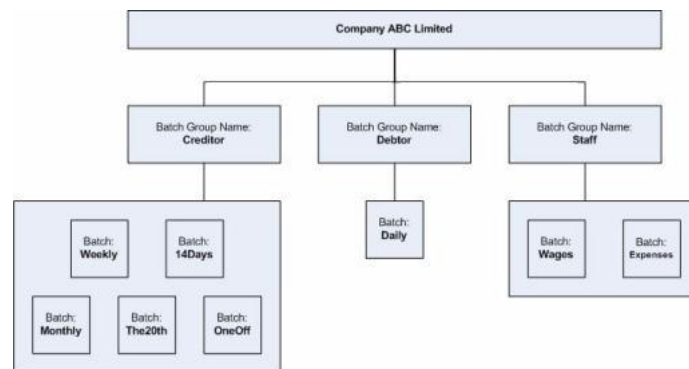 Company ABC Limited
Batch Group Name:
Creditor
Batch Group Name:
Debtor
Batch Group Name:
Staff
Batch:
Weekly
Batch:
14Days
Batch:
Monthly
Batch:
The20th
Batch:
OneOff
Batch:
Daily
Batch:
Wages
Batch:
Expenses